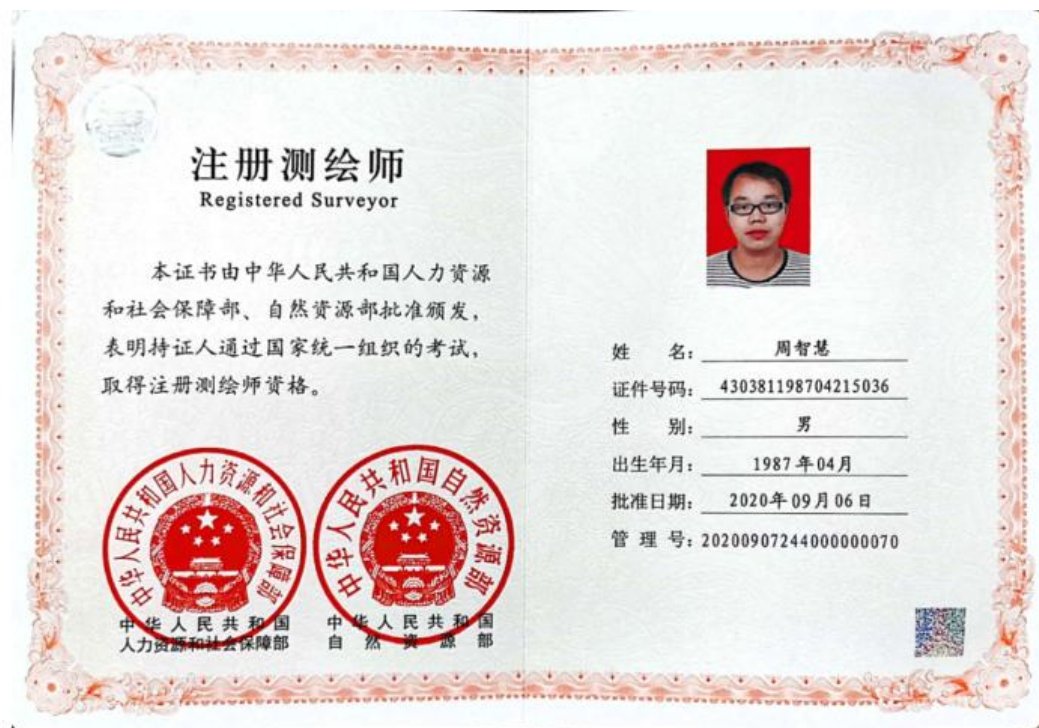 注册测绘师
Registered Surveyor
本证书由中华人民共和国人力资源
和社会保障部、自然资源部批准颁发，
表明持证人通过国家统一组织的考试，
取得注册测绘师资格。
中华人民共和国人力资源和社会保障部
中华人民共和国
人力资源和社会保障部
中华人民共和国自然资源部
中华人民共和国
自然资源部
姓 名： 周智慧
证件号码： 430381198704215036
性 别： 男
出生年月： 1987年04月
批准日期： 2020年09月06日
管 理 号： 20200907244000000070